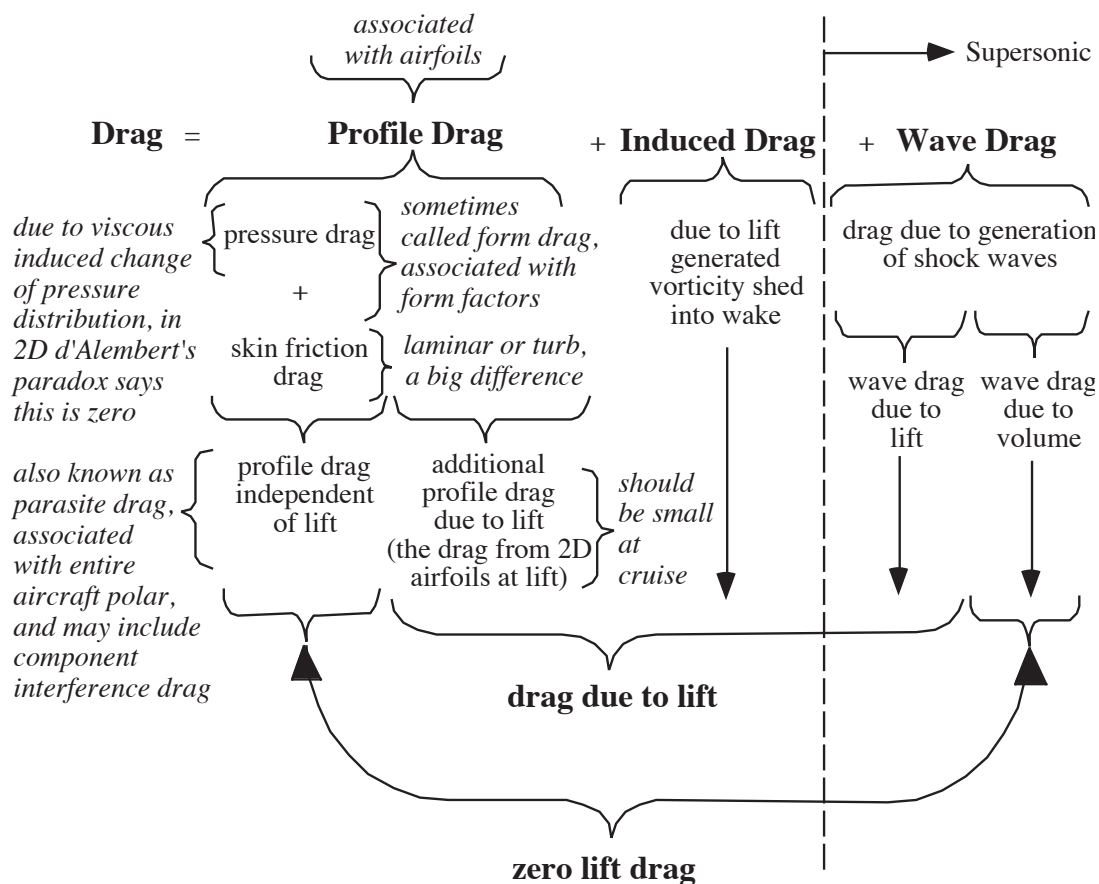 associated
with airfoils
Supersonic
Drag = Profile Drag + Induced Drag + Wave Drag
due to viscous
induced change
of pressure
distribution, in
2D d'Alembert's
paradox says
this is zero
pressure drag
+
skin friction
drag
sometimes
called form drag,
associated with
form factors
laminar or turb,
a big difference
due to lift
generated
vorticity shed
into wake
drag due to generation
of shock waves
wave drag
due to
lift
wave drag
due to
volume
also known as
parasite drag,
associated
with entire
aircraft polar,
and may include
component
interference drag
profile drag
independent
of lift
additional
profile drag
due to lift
(the drag from 2D
airfoils at lift)
should
be small
at
cruise
drag due to lift
zero lift drag